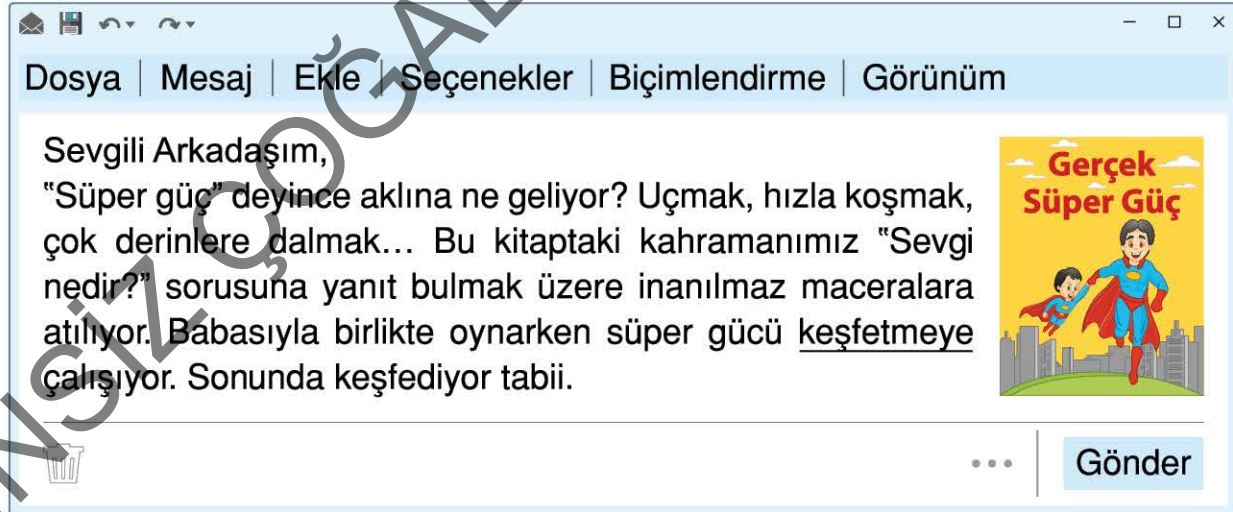 Dosya | Mesaj | Ekle | Seçenekler | Biçimlendirme | Görünüm
Sevgili Arkadaşım,
"Süper güç" deyince aklına ne geliyor? Uçmak, hızla koşmak,
çok derinlere dalmak... Bu kitaptaki kahramanımız "Sevgi
nedir?" sorusuna yanıt bulmak üzere inanılmaz maceralara
atılıyor. Babasıyla birlikte oynarken süper gücü keşfetmeye
çalışıyor. Sonunda keşfediyor tabii.
Gerçek
Süper Güç
Gönder